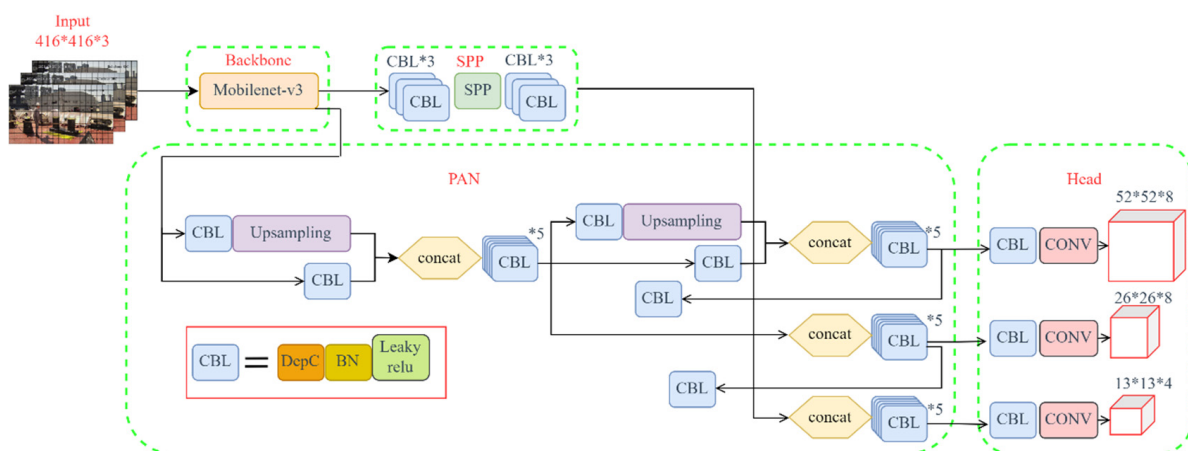 Input
416*416*3
Backbone
Mobilenet-v3
CBL*3
SPP
CBL*3
CBL
SPP
CBL
PAN
Head
CBL
Upsampling
CBL
concat
*5
CBL
CBL
Upsampling
CBL
CBL
concat
*5
CBL
CBL
CONV
52*52*8
concat
*5
CBL
CBL
CONV
26*26*8
CBL
concat
*5
CBL
CBL
CONV
13*13*4
CBL
=
DepC
BN
Leaky
relu